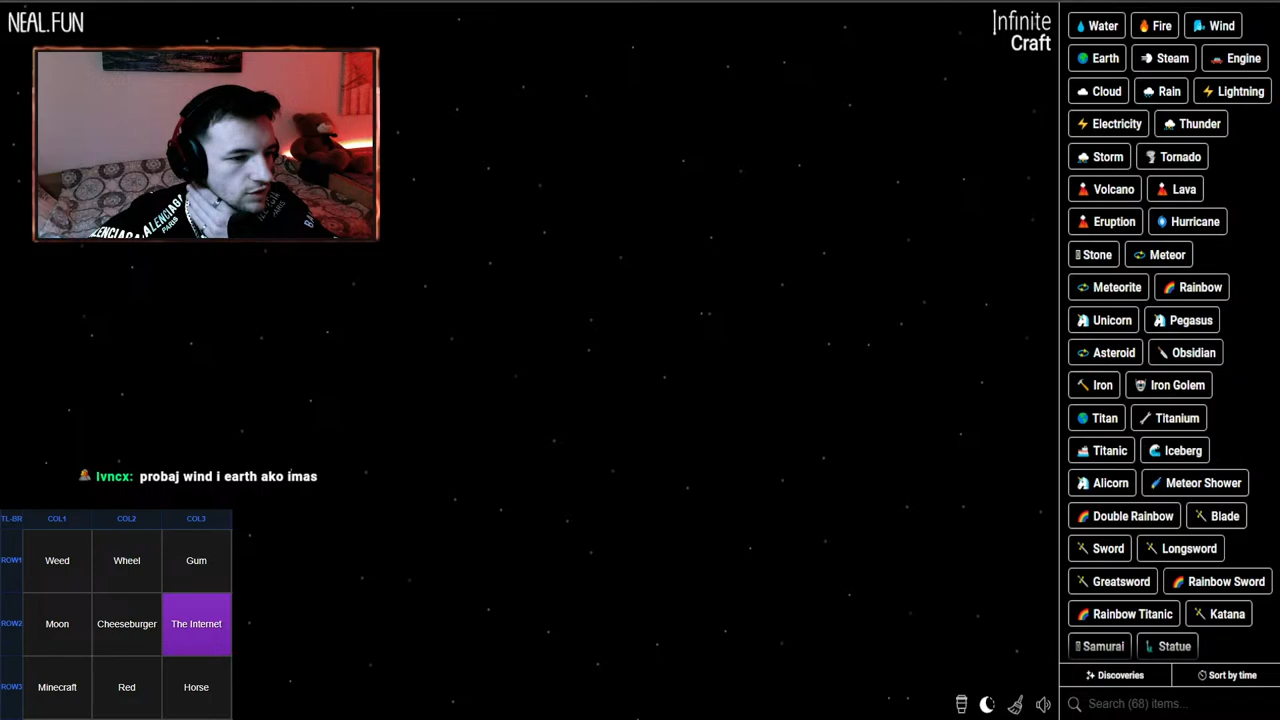 NEAL.FUN
Infinite
Craft
Water Fire Wind
Earth Steam Engine
Cloud Rain Lightning
Electricity Thunder
Storm Tornado
Volcano Lava
Eruption Hurricane
Stone Meteor
Meteorite Rainbow
Unicorn Pegasus
Asteroid Obsidian
Iron Iron Golem
Titan Titanium
Titanic Iceberg
Alicorn Meteor Shower
Double Rainbow Blade
Sword Longsword
Greatsword Rainbow Sword
Rainbow Titanic Katana
Samurai Statue
Discoveries Sort by time
Search (68) items...
BALENCIAGA
PARIS
lvncx: probaj wind i earth ako imas
TL-BR COL1 COL2 COL3
ROW1 Weed Wheel Gum
ROW2 Moon Cheeseburger The Internet
ROW3 Minecraft Red Horse